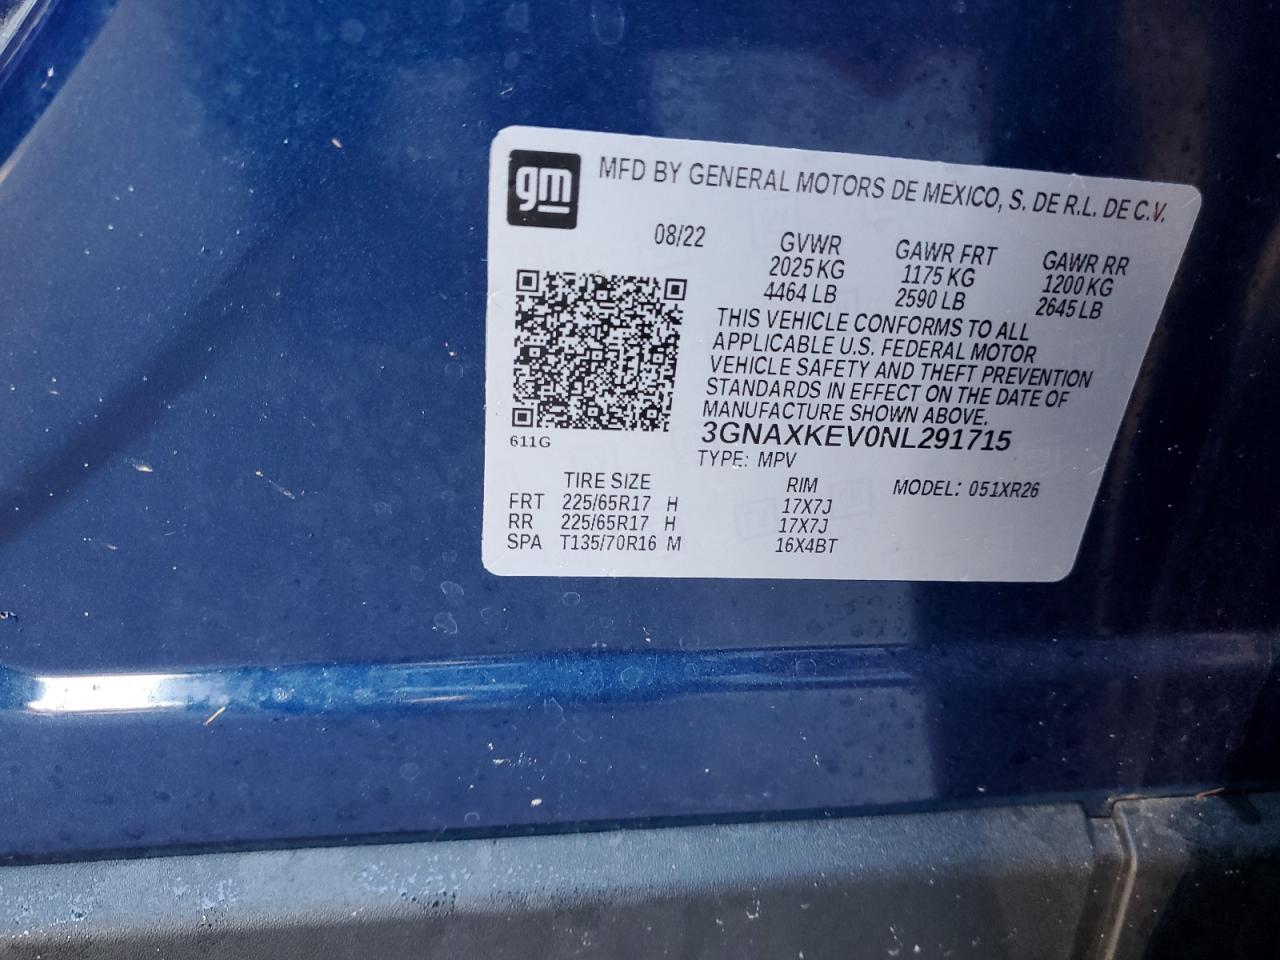 gm
MFD BY GENERAL MOTORS DE MEXICO, S. DE R.L. DE C.V.
08/22 GVWR GAWR FRT GAWR RR
2025 KG 1175 KG 1200 KG
4464 LB 2590 LB 2645 LB
THIS VEHICLE CONFORMS TO ALL
APPLICABLE U.S. FEDERAL MOTOR
VEHICLE SAFETY AND THEFT PREVENTION
STANDARDS IN EFFECT ON THE DATE OF
MANUFACTURE SHOWN ABOVE.
611G
3GNAXKEV0NL291715
TYPE: MPV
TIRE SIZE RIM MODEL: 051XR26
FRT 225/65R17 H 17X7J
RR 225/65R17 H 17X7J
SPA T135/70R16 M 16X4BT